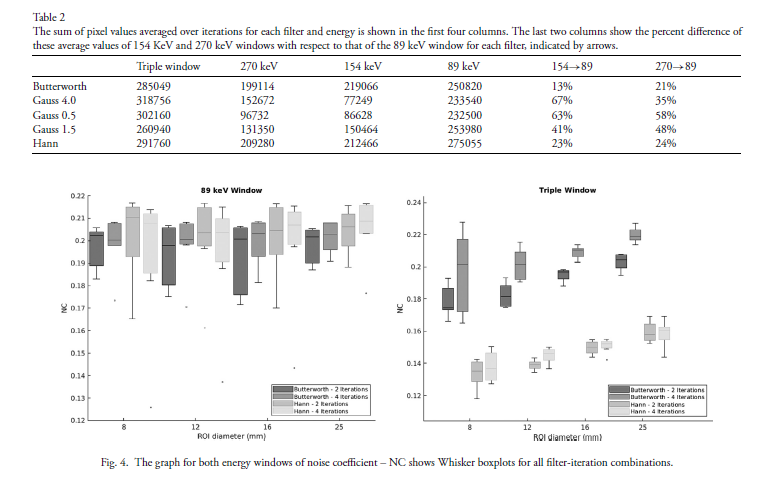 Table 2
The sum of pixel values averaged over iterations for each filter and energy is shown in the first four columns. The last two columns show the percent difference of
these average values of 154 KeV and 270 keV windows with respect to that of the 89 keV window for each filter, indicated by arrows.
Triple window 270 keV 154 keV 89 keV 154→89 270→89
Butterworth 285049 199114 219066 250820 13% 21%
Gauss 4.0 318756 152672 77249 233540 67% 35%
Gauss 0.5 302160 96732 86628 232500 63% 58%
Gauss 1.5 260940 131350 150464 253980 41% 48%
Hann 291760 209280 212466 275055 23% 24%
89 keV Window
0.22
0.21
0.2
0.19
0.18
0.17
0.16
0.15
0.14
0.13
0.12
NC
8 12 16 25
ROI diameter (mm)
Butterworth - 2 Iterations
Butterworth - 4 Iterations
Hann - 2 Iterations
Hann - 4 Iterations
Triple Window
0.24
0.22
0.2
0.18
0.16
0.14
0.12
NC
8 12 16 25
ROI diameter (mm)
Butterworth - 2 Iterations
Butterworth - 4 Iterations
Hann - 2 Iterations
Hann - 4 Iterations
Fig. 4. The graph for both energy windows of noise coefficient – NC shows Whisker boxplots for all filter-iteration combinations.